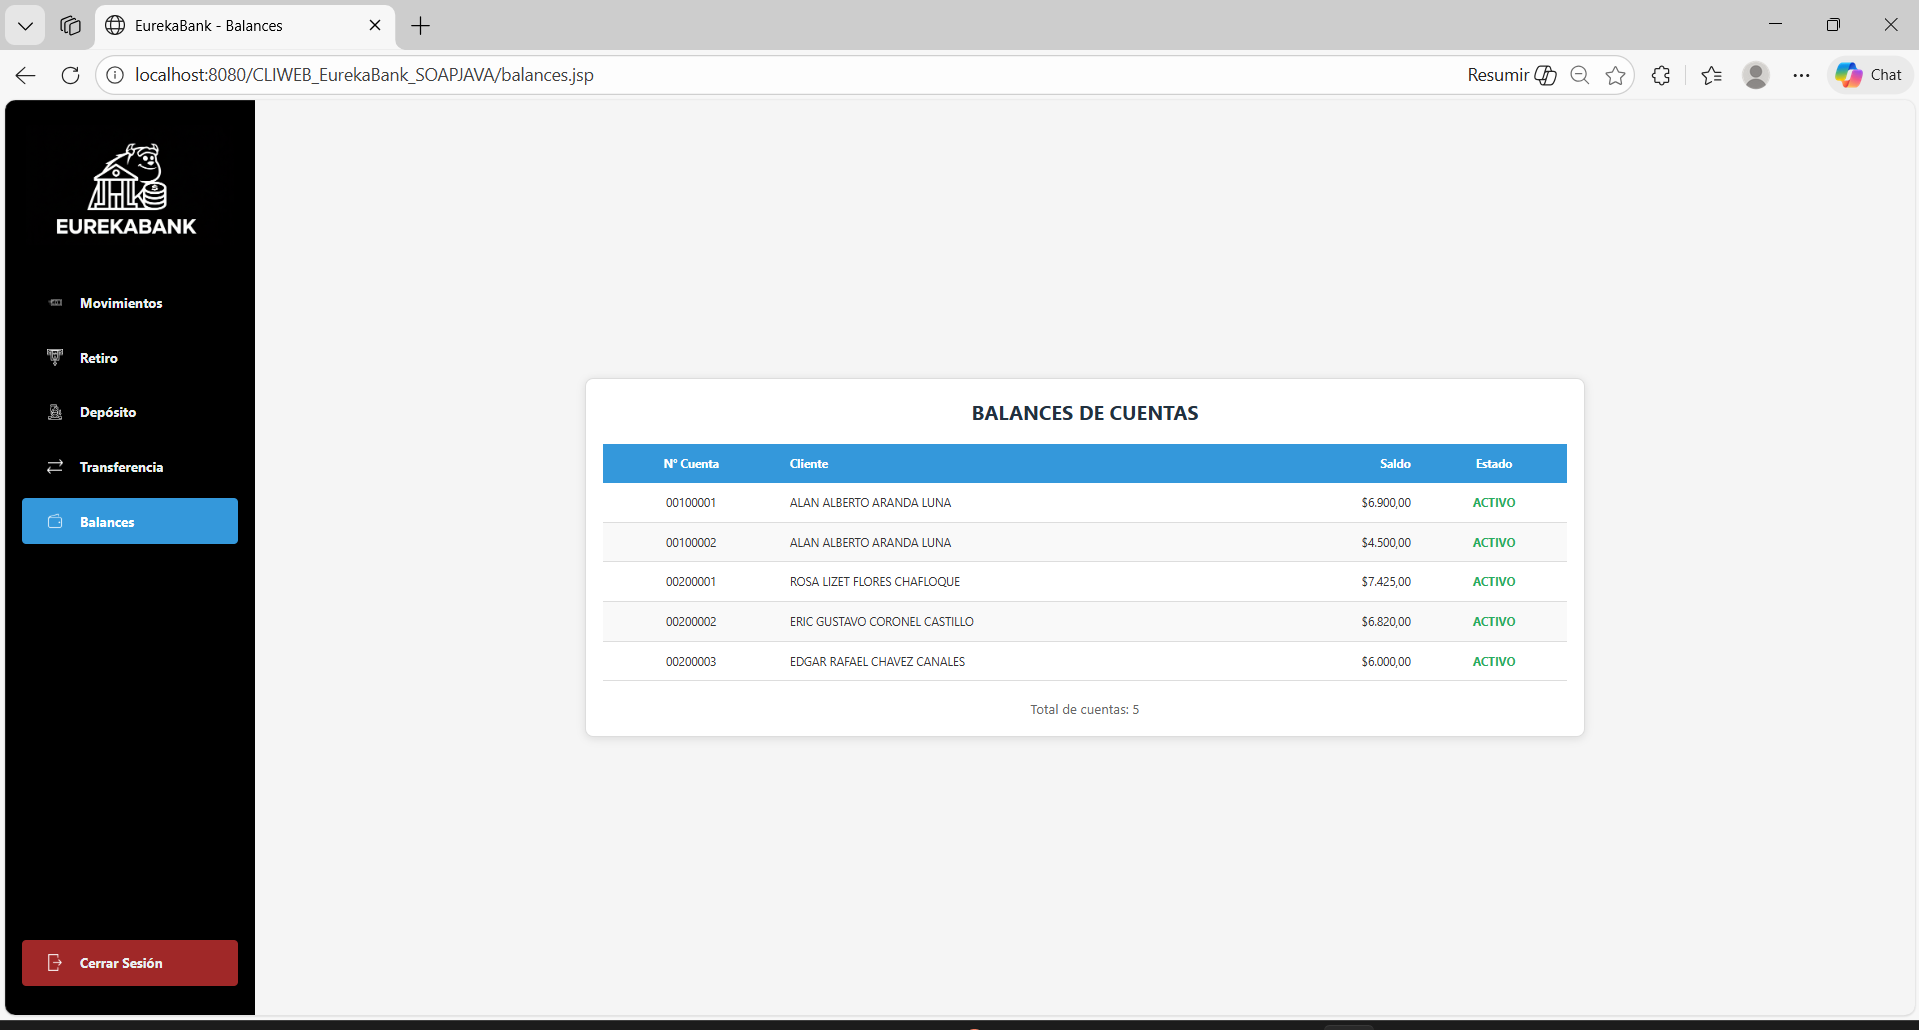 EurekaBank - Balances
localhost:8080/CLIWEB_EurekaBank_SOAPJAVA/balances.jsp
Resumir
Chat
EUREKABANK
Movimientos
Retiro
Depósito
Transferencia
Balances
Cerrar Sesión
BALANCES DE CUENTAS
N° Cuenta Cliente Saldo Estado
00100001 ALAN ALBERTO ARANDA LUNA $6.900,00 ACTIVO
00100002 ALAN ALBERTO ARANDA LUNA $4.500,00 ACTIVO
00200001 ROSA LIZET FLORES CHAFLOQUE $7.425,00 ACTIVO
00200002 ERIC GUSTAVO CORONEL CASTILLO $6.820,00 ACTIVO
00200003 EDGAR RAFAEL CHAVEZ CANALES $6.000,00 ACTIVO
Total de cuentas: 5